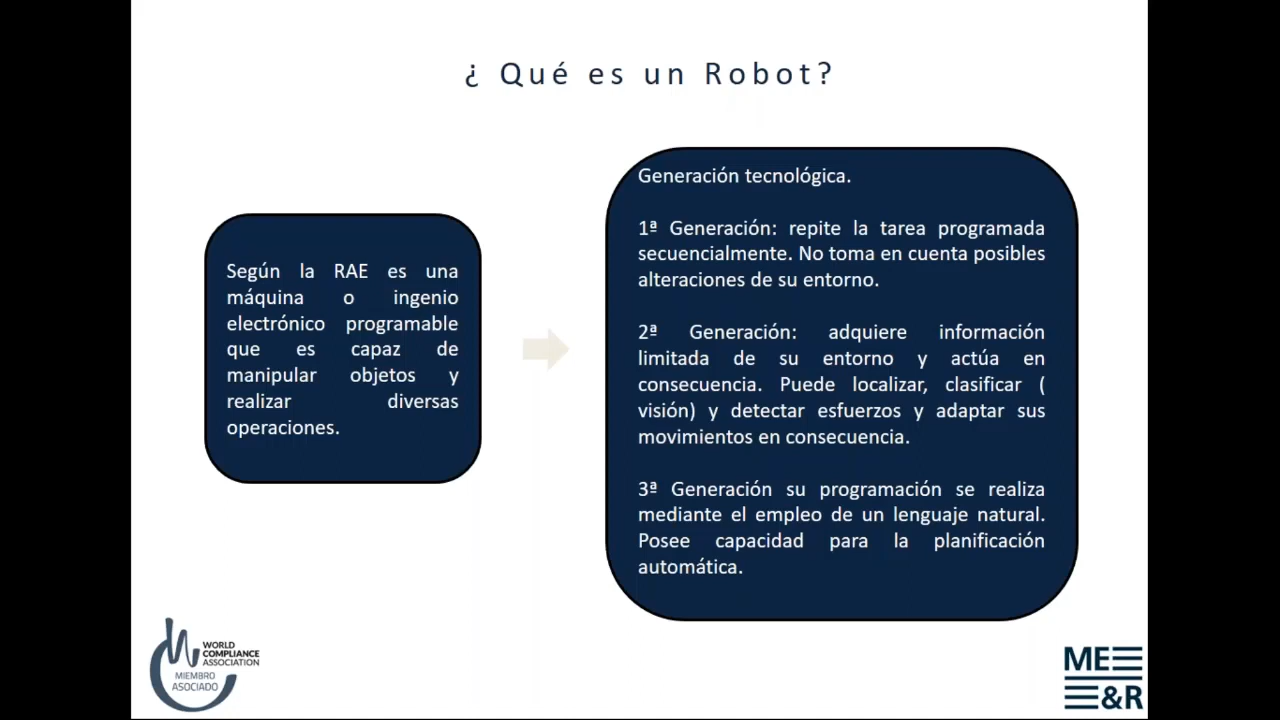 ¿ Qué es un Robot?
Según la RAE es una
máquina o ingenio
electrónico programable
que es capaz de
manipular objetos y
realizar diversas
operaciones.
Generación tecnológica.
1ª Generación: repite la tarea programada
secuencialmente. No toma en cuenta posibles
alteraciones de su entorno.
2ª Generación: adquiere información
limitada de su entorno y actúa en
consecuencia. Puede localizar, clasificar (
visión) y detectar esfuerzos y adaptar sus
movimientos en consecuencia.
3ª Generación su programación se realiza
mediante el empleo de un lenguaje natural.
Posee capacidad para la planificación
automática.
WORLD
COMPLIANCE
ASSOCIATION
MIEMBRO
ASOCIADO
ME
&R